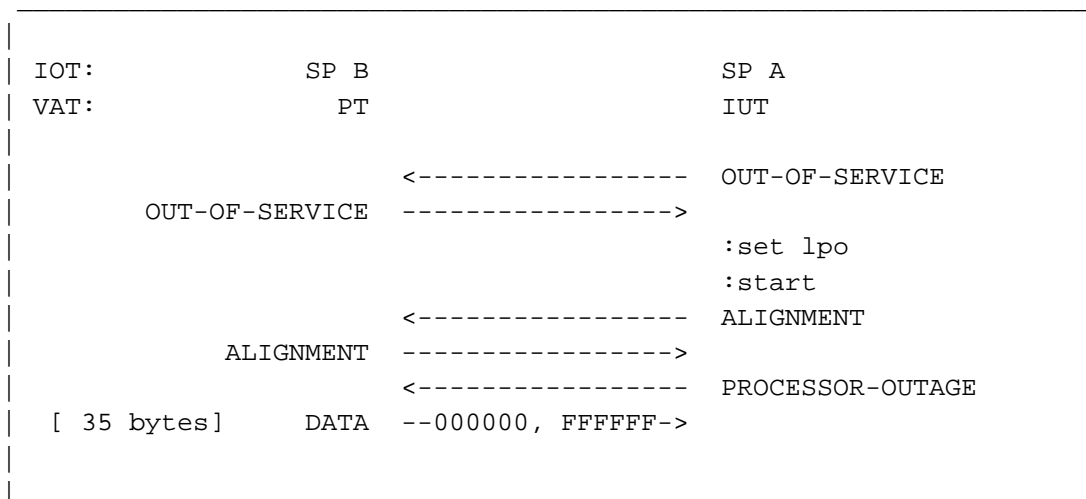 IOT: SP B SP A
VAT: PT IUT
<----------------- OUT-OF-SERVICE
OUT-OF-SERVICE ----------------->
:set lpo
:start
<----------------- ALIGNMENT
ALIGNMENT ----------------->
<----------------- PROCESSOR-OUTAGE
[ 35 bytes] DATA --000000, FFFFFF->